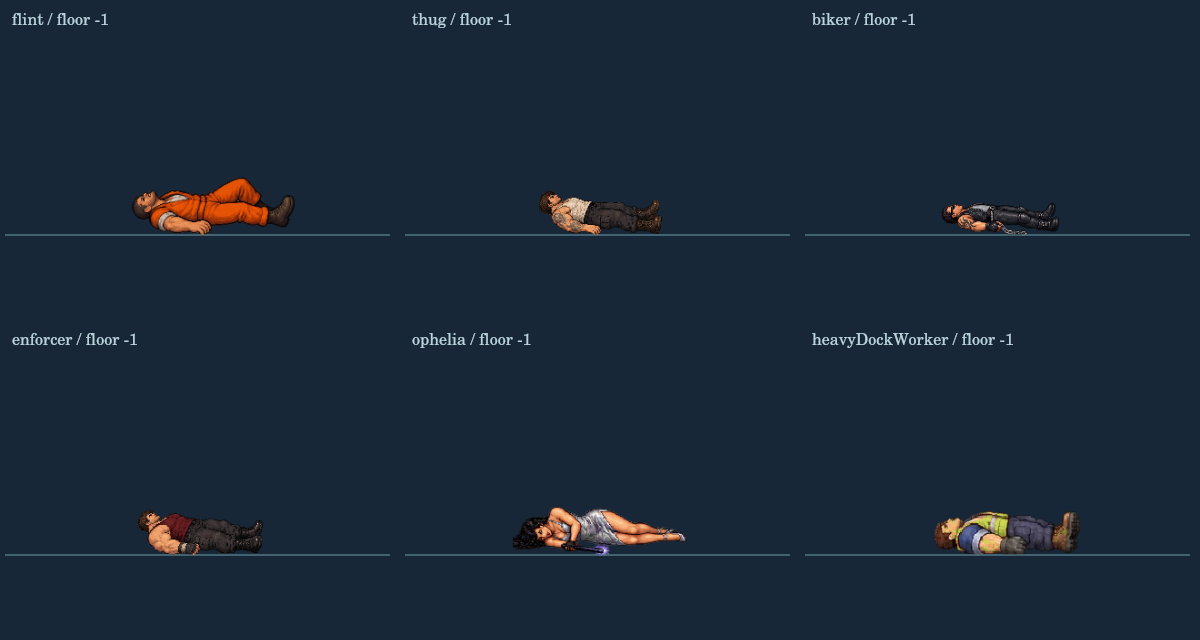 flint / floor -1
thug / floor -1
biker / floor -1
enforcer / floor -1
ophelia / floor -1
heavyDockWorker / floor -1